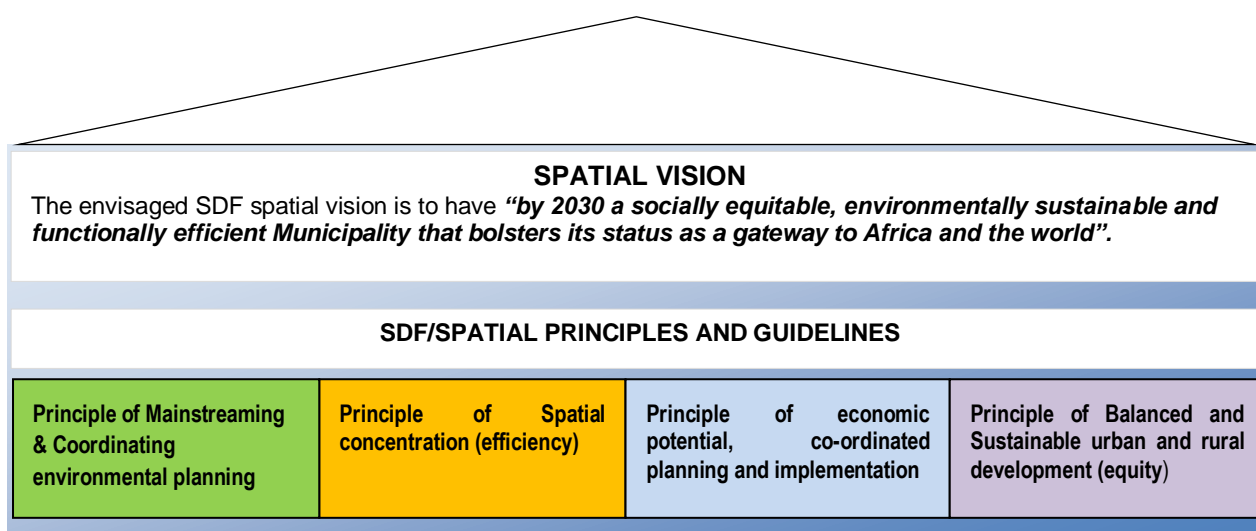 SPATIAL VISION
The envisaged SDF spatial vision is to have “by 2030 a socially equitable, environmentally sustainable and
functionally efficient Municipality that bolsters its status as a gateway to Africa and the world”.
SDF/SPATIAL PRINCIPLES AND GUIDELINES
Principle of Mainstreaming
& Coordinating
environmental planning
Principle of Spatial
concentration (efficiency)
Principle of economic
potential, co-ordinated
planning and implementation
Principle of Balanced and
Sustainable urban and rural
development (equity)